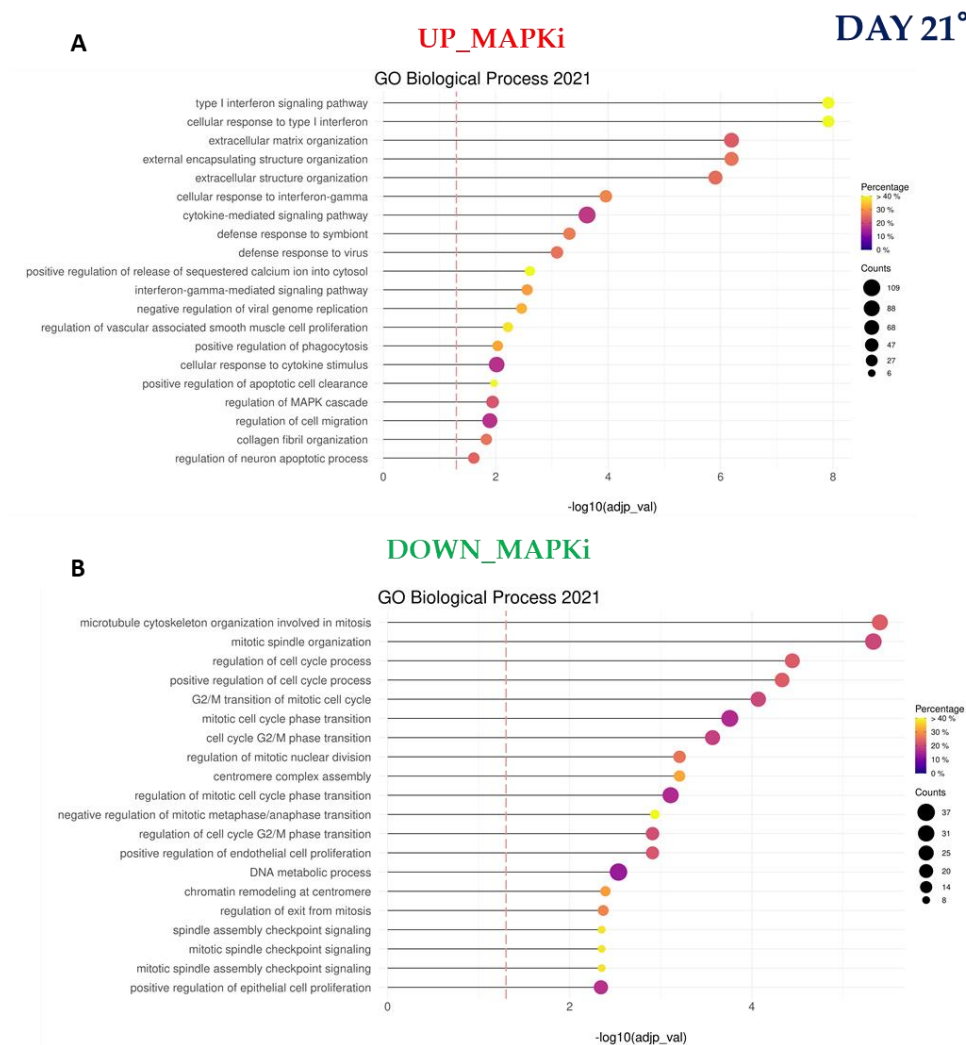 DAY 21°
A
UP_MAPKi
GO Biological Process 2021
type I interferon signaling pathway
cellular response to type I interferon
extracellular matrix organization
external encapsulating structure organization
extracellular structure organization
cellular response to interferon-gamma
cytokine-mediated signaling pathway
defense response to symbiont
defense response to virus
positive regulation of release of sequestered calcium ion into cytosol
interferon-gamma-mediated signaling pathway
negative regulation of viral genome replication
regulation of vascular associated smooth muscle cell proliferation
positive regulation of phagocytosis
cellular response to cytokine stimulus
positive regulation of apoptotic cell clearance
regulation of MAPK cascade
regulation of cell migration
collagen fibril organization
regulation of neuron apoptotic process
0 2 4 6 8
-log10(adjp_val)
Percentage
> 40 %
30 %
20 %
10 %
0 %
Counts
109
88
68
47
27
6
B
DOWN_MAPKi
GO Biological Process 2021
microtubule cytoskeleton organization involved in mitosis
mitotic spindle organization
regulation of cell cycle process
positive regulation of cell cycle process
G2/M transition of mitotic cell cycle
mitotic cell cycle phase transition
cell cycle G2/M phase transition
regulation of mitotic nuclear division
centromere complex assembly
regulation of mitotic cell cycle phase transition
negative regulation of mitotic metaphase/anaphase transition
regulation of cell cycle G2/M phase transition
positive regulation of endothelial cell proliferation
DNA metabolic process
chromatin remodeling at centromere
regulation of exit from mitosis
spindle assembly checkpoint signaling
mitotic spindle checkpoint signaling
mitotic spindle assembly checkpoint signaling
positive regulation of epithelial cell proliferation
0 2 4
-log10(adjp_val)
Percentage
> 40 %
30 %
20 %
10 %
0 %
Counts
37
31
25
20
14
8